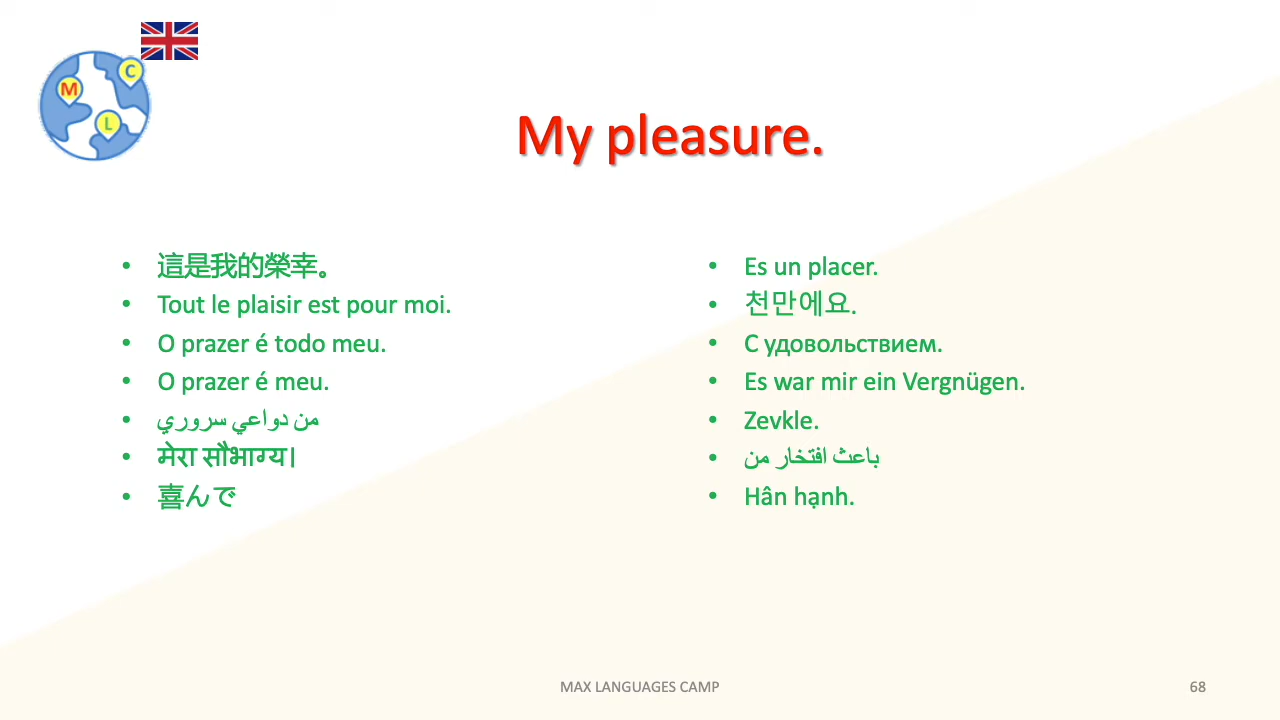 M
C
L
My pleasure.
• 這是我的榮幸。
• Tout le plaisir est pour moi.
• O prazer é todo meu.
• O prazer é meu.
• من دواعي سروري
• मेरा सौभाग्य।
• 喜んで
• Es un placer.
• 천만에요.
• С удовольствием.
• Es war mir ein Vergnügen.
• Zevkle.
• باعث افتخار من
• Hân hạnh.
MAX LANGUAGES CAMP
68